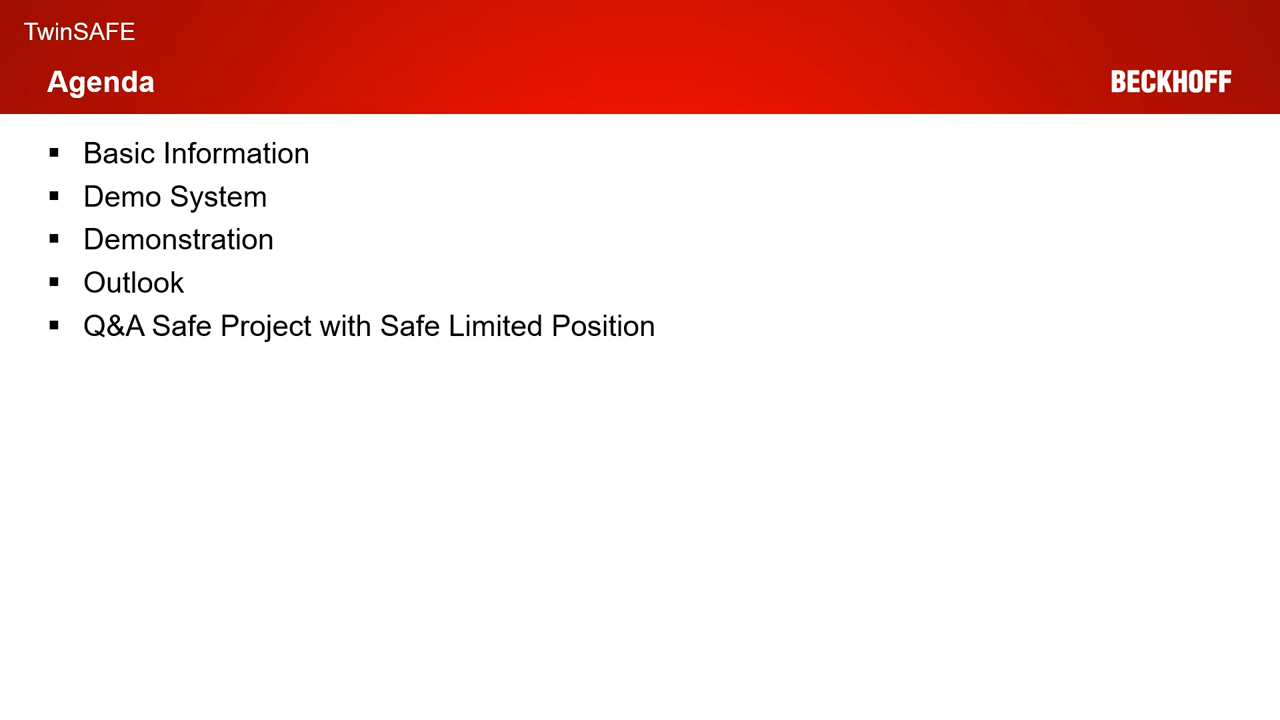 TwinSAFE
Agenda
BECKHOFF
▪ Basic Information
▪ Demo System
▪ Demonstration
▪ Outlook
▪ Q&A Safe Project with Safe Limited Position